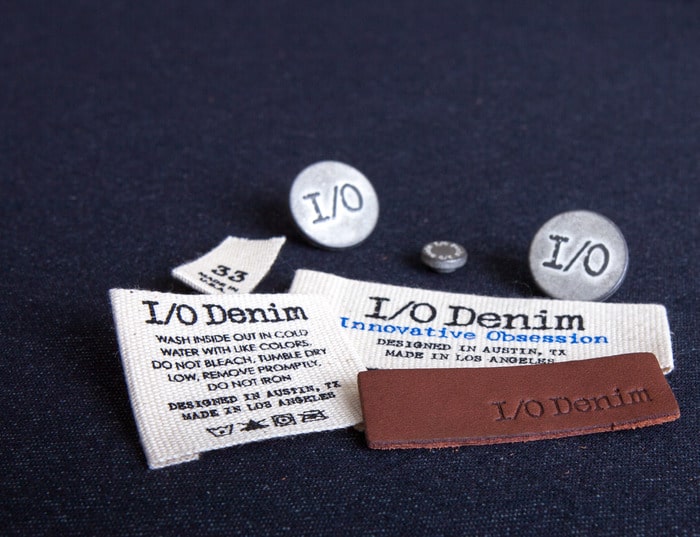 I/O
I/O
33
MADE IN
U.S.A.
I/O Denim
WASH INSIDE OUT IN COLD
WATER WITH LIKE COLORS.
DO NOT BLEACH, TUMBLE DRY
LOW, REMOVE PROMPTLY.
DO NOT IRON
DESIGNED IN AUSTIN, TX
MADE IN LOS ANGELES
I/O Denim
Innovative Obsession
DESIGNED IN AUSTIN, TX
MADE IN LOS ANGELES
I/O Denim